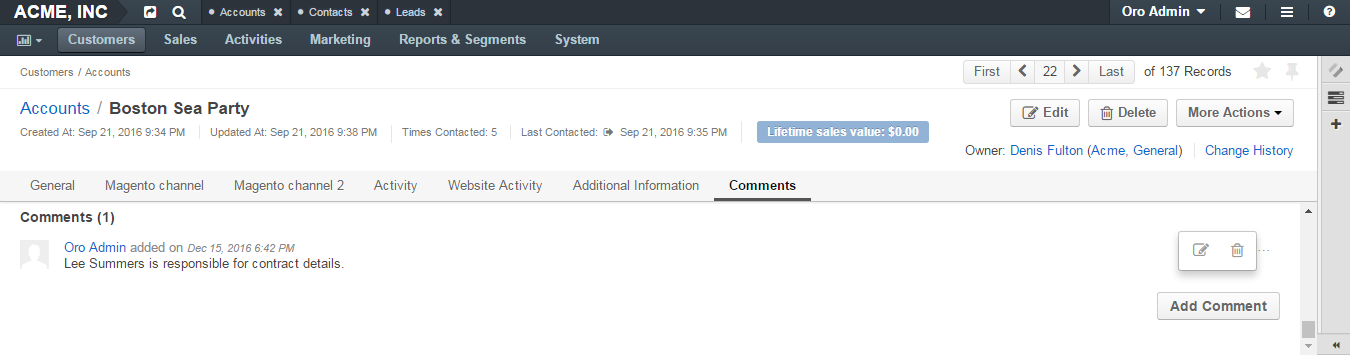 ACME, INC Accounts Contacts Leads Oro Admin
Customers Sales Activities Marketing Reports & Segments System
Customers / Accounts First 22 Last of 137 Records
Accounts / Boston Sea Party Edit Delete More Actions
Created At: Sep 21, 2016 9:34 PM Updated At: Sep 21, 2016 9:38 PM Times Contacted: 5 Last Contacted: Sep 21, 2016 9:35 PM Lifetime sales value: $0.00
Owner: Denis Fulton (Acme, General) Change History
General Magento channel Magento channel 2 Activity Website Activity Additional Information Comments
Comments (1)
Oro Admin added on Dec 15, 2016 6:42 PM ...
Lee Summers is responsible for contract details.
Add Comment